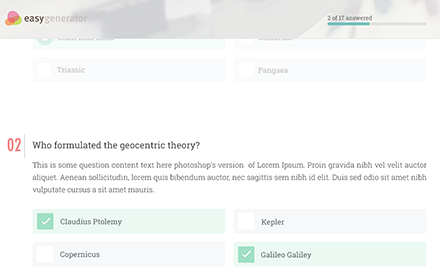 easygenerator
2 of 17 answered
Triassic
Pangaea
02
Who formulated the geocentric theory?
This is some question content text here photoshop's version of Lorem Ipsum. Proin gravida nibh vel velit auctor
aliquet. Aenean sollicitudin, lorem quis bibendum auctor, nec sagittis sem nibh id elit. Duis sed odio sit amet nibh
vulputate cursus a sit amet mauris.
Claudius Ptolemy
Kepler
Copernicus
Galileo Galiley